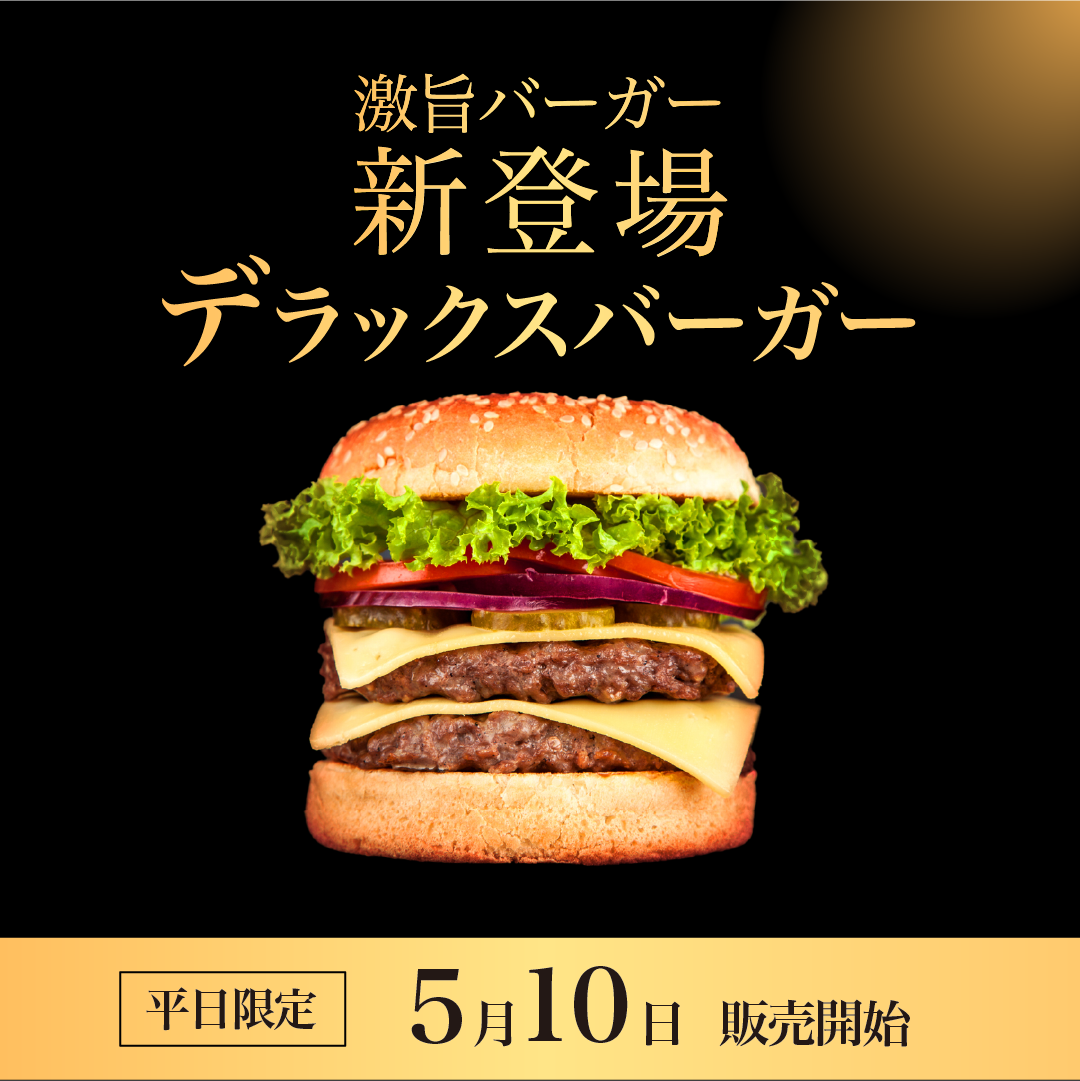 激旨バーガー
新登場
デラックスバーガー
平日限定
5月10日 販売開始